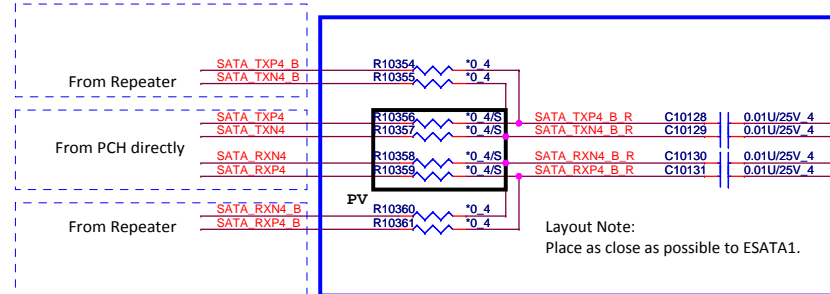 SATA_TXP4_B R10354 *0_4
SATA_TXN4_B R10355 *0_4
From Repeater
SATA_TXP4 R10356 *0_4/S SATA_TXP4_B_R C10128 0.01U/25V_4
SATA_TXN4 R10357 *0_4/S SATA_TXN4_B_R C10129 0.01U/25V_4
From PCH directly
SATA_RXN4 R10358 *0_4/S SATA_RXN4_B_R C10130 0.01U/25V_4
SATA_RXP4 R10359 *0_4/S SATA_RXP4_B_R C10131 0.01U/25V_4
PV
SATA_RXN4_B R10360 *0_4
SATA_RXP4_B R10361 *0_4
From Repeater
Layout Note:
Place as close as possible to ESATA1.